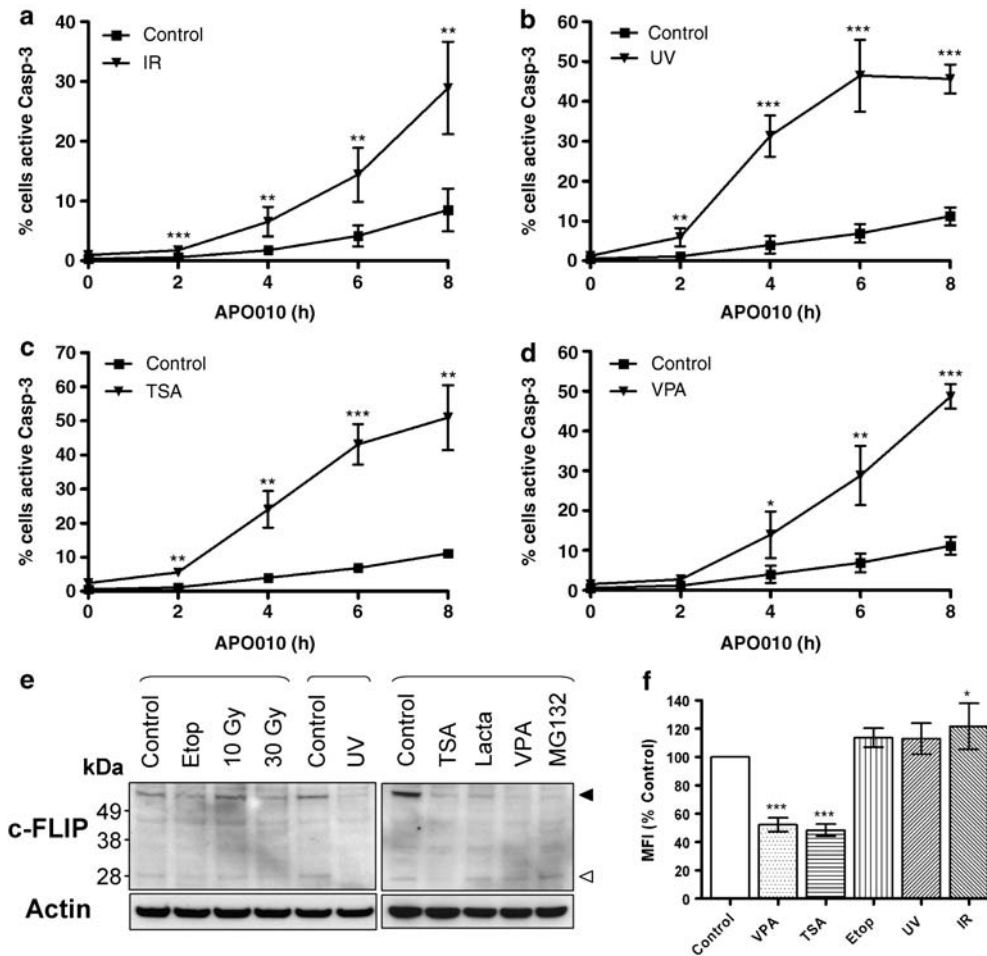 a
Control
IR
% cells active Casp-3
40
30
20
10
0
**
**
**
***
0 2 4 6 8
APO010 (h)
b
Control
UV
% cells active Casp-3
60
50
40
30
20
10
0
***
***
***
**
0 2 4 6 8
APO010 (h)
c
Control
TSA
% cells active Casp-3
70
60
50
40
30
20
10
0
**
***
**
**
0 2 4 6 8
APO010 (h)
d
Control
VPA
% cells active Casp-3
60
50
40
30
20
10
0
***
**
*
0 2 4 6 8
APO010 (h)
e
Control Etop 10 Gy 30 Gy Control UV
Control TSA Lacta VPA MG132
kDa
49
c-FLIP
38
28
Actin
f
MFI (% Control)
140
120
100
80
60
40
20
0
***
***
*
Control VPA TSA Etop UV IR